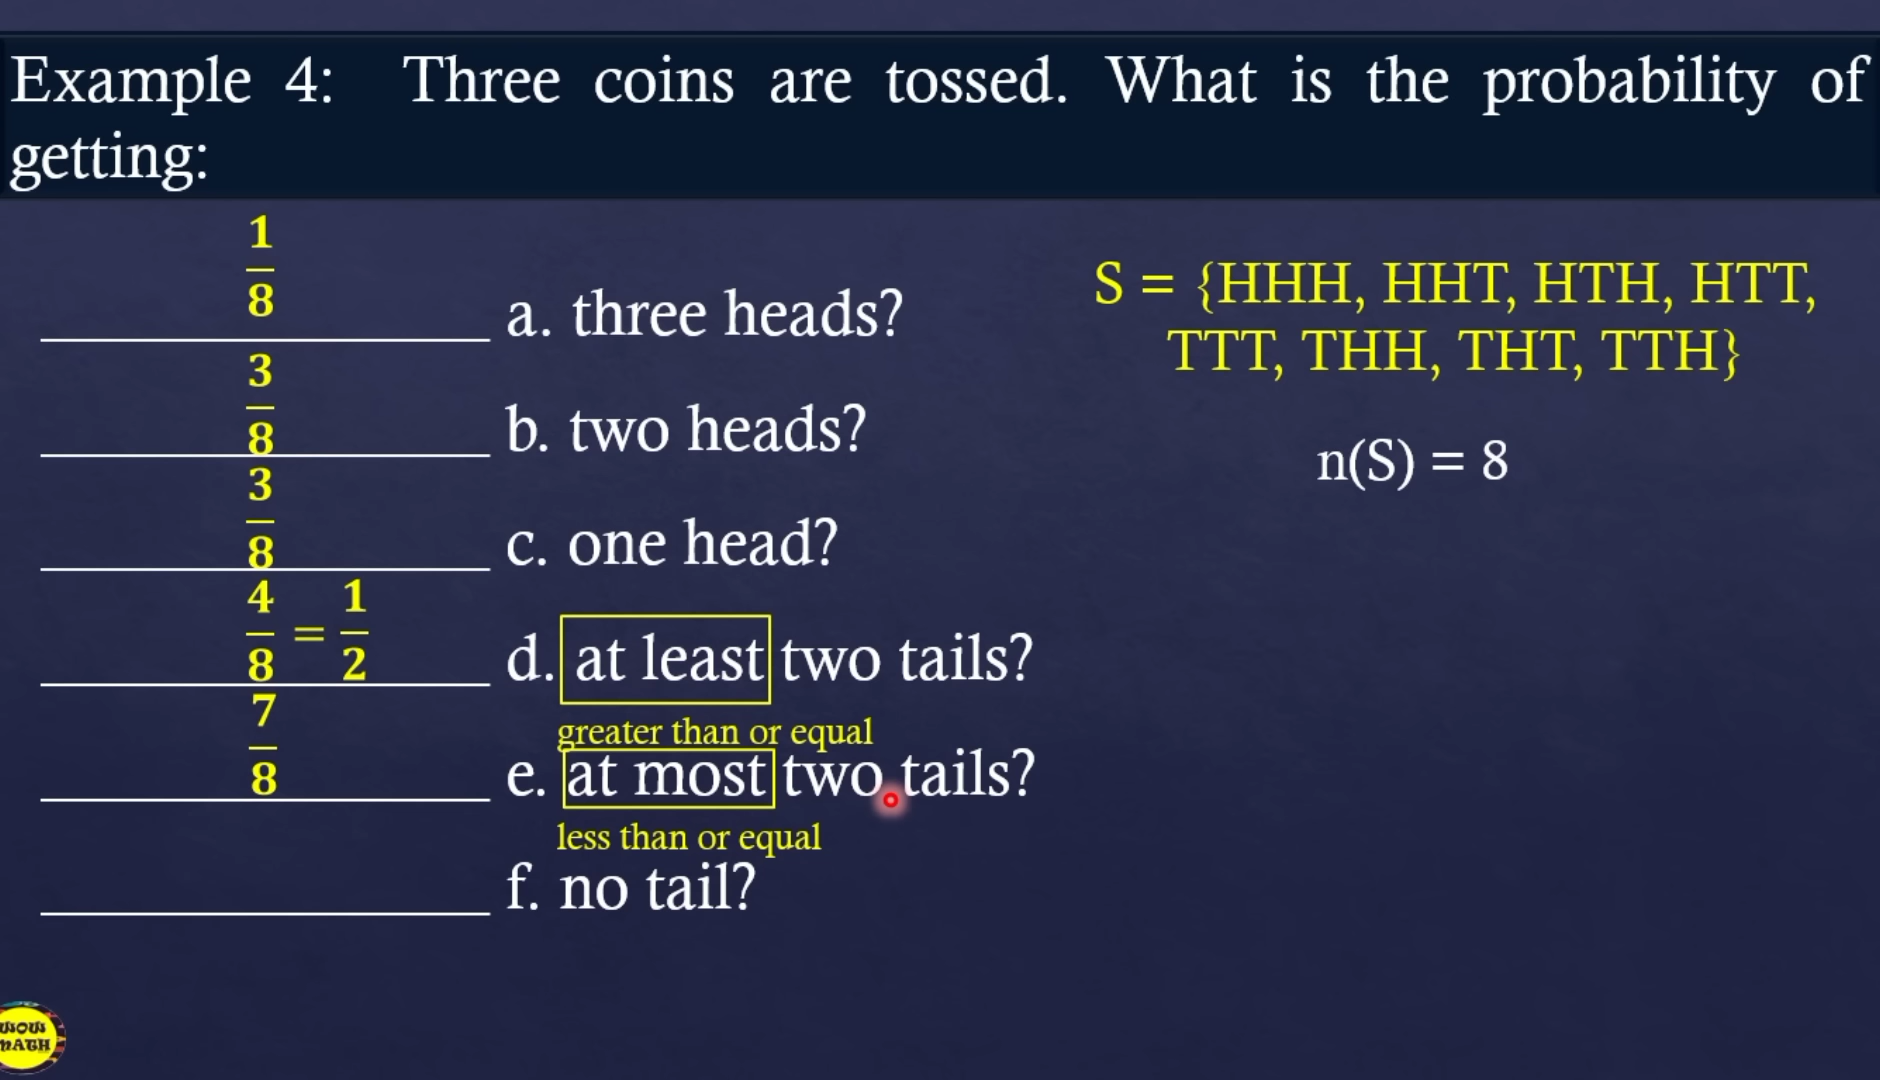 Example 4: Three coins are tossed. What is the probability of
getting:
1
8
a. three heads?
S = {HHH, HHT, HTH, HTT,
TTT, THH, THT, TTH}
3
8
b. two heads?
n(S) = 8
3
8
c. one head?
4
8
=
1
2
d. at least two tails?
greater than or equal
7
8
e. at most two tails?
less than or equal
f. no tail?
WOW
MATH